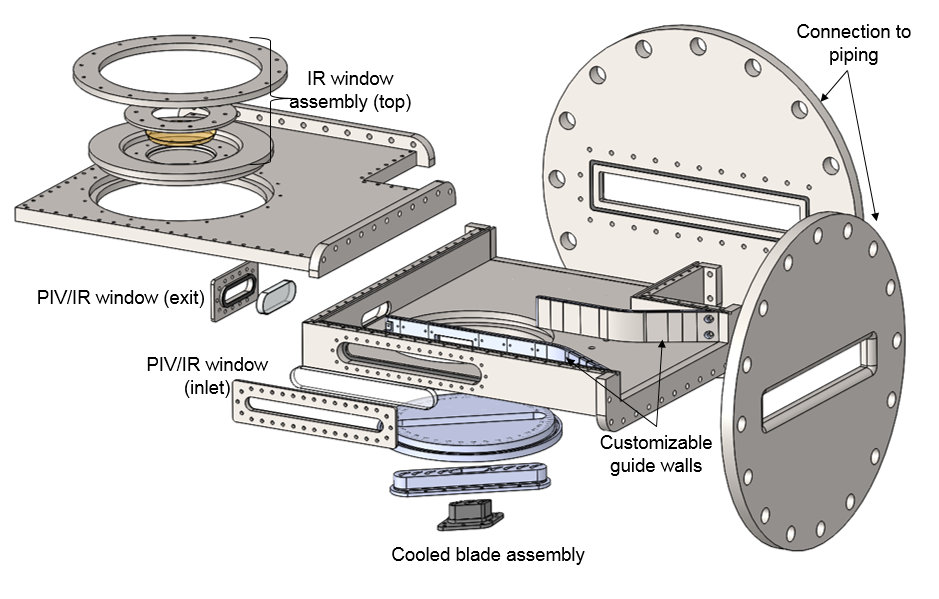 Connection to
piping
IR window
assembly (top)
PIV/IR window (exit)
PIV/IR window
(inlet)
Customizable
guide walls
Cooled blade assembly